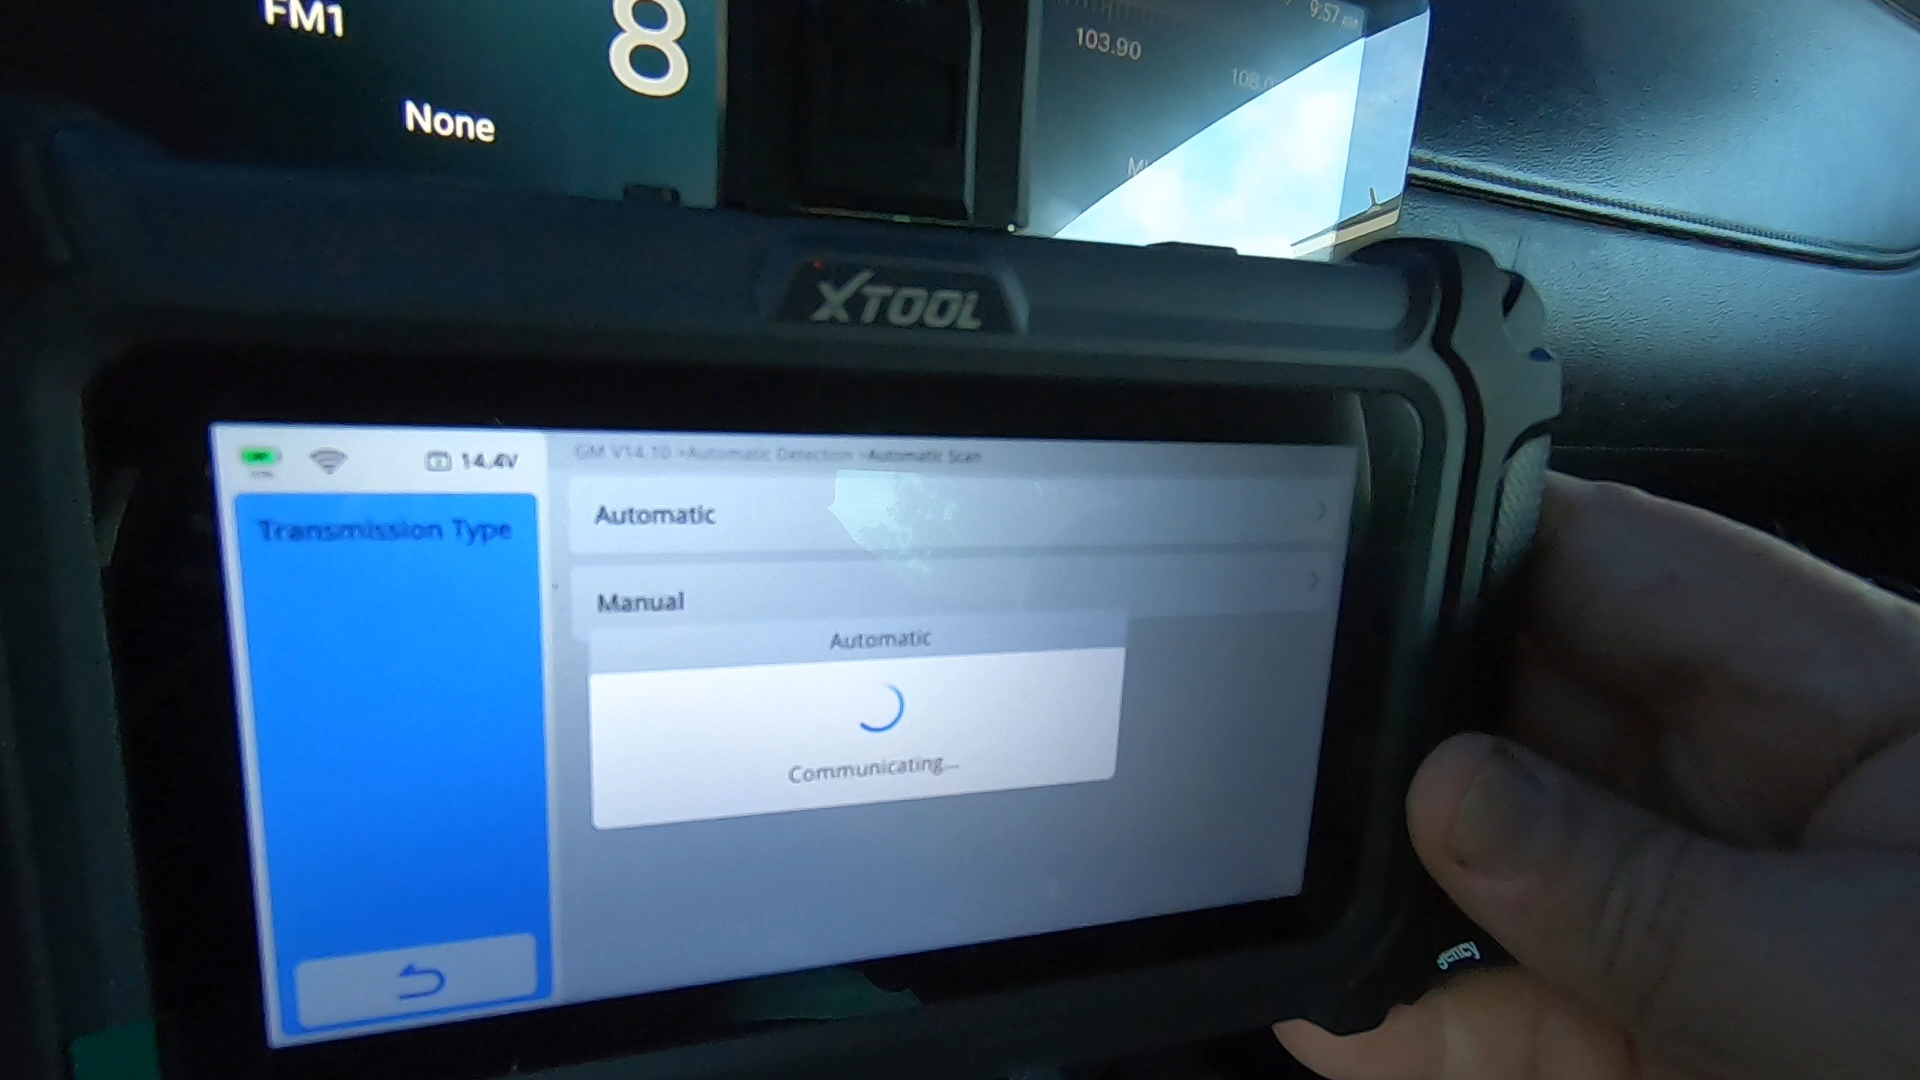 FM1
8
None
9:57 AM
103.90
108.0
XTOOL
14.4V
GM V14.10 >Automatic Detection >Automatic Scan
Transmission Type
Automatic
Manual
Automatic
Communicating...
gency